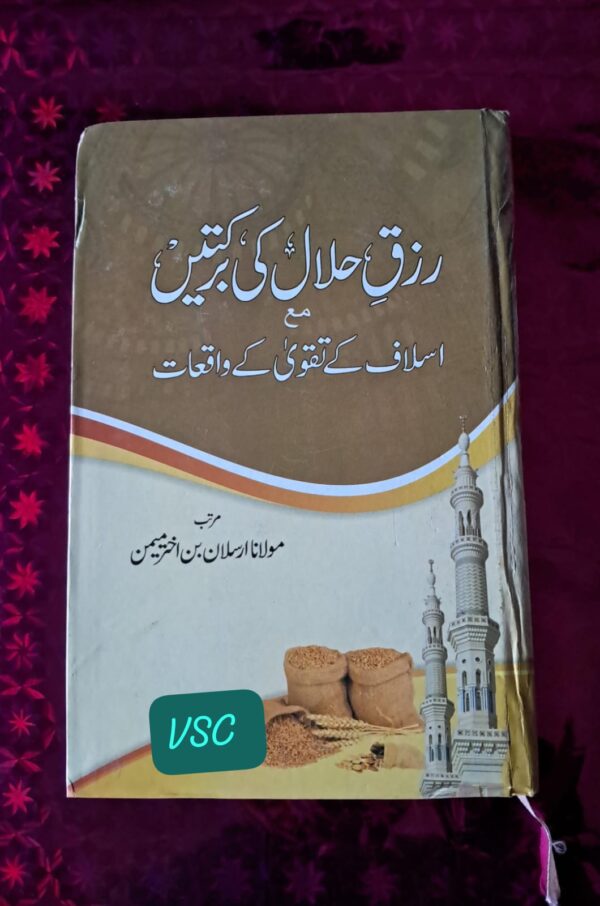 رزقِ حلال کی برکتیں
مع
اسلاف کے تقویٰ کے واقعات
مرتب
مولانا ارسلان بن اختر میمن
VSC